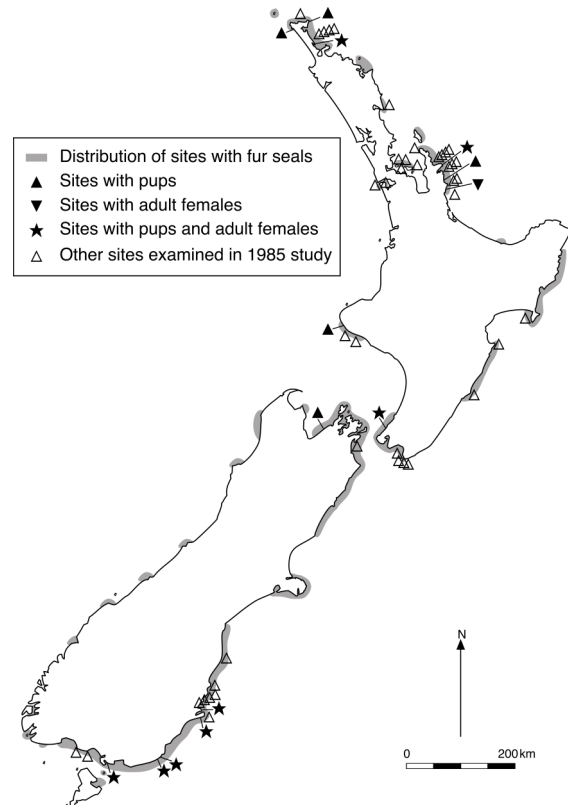 Distribution of sites with fur seals
Sites with pups
Sites with adult females
Sites with pups and adult females
Other sites examined in 1985 study
N
0 200 km